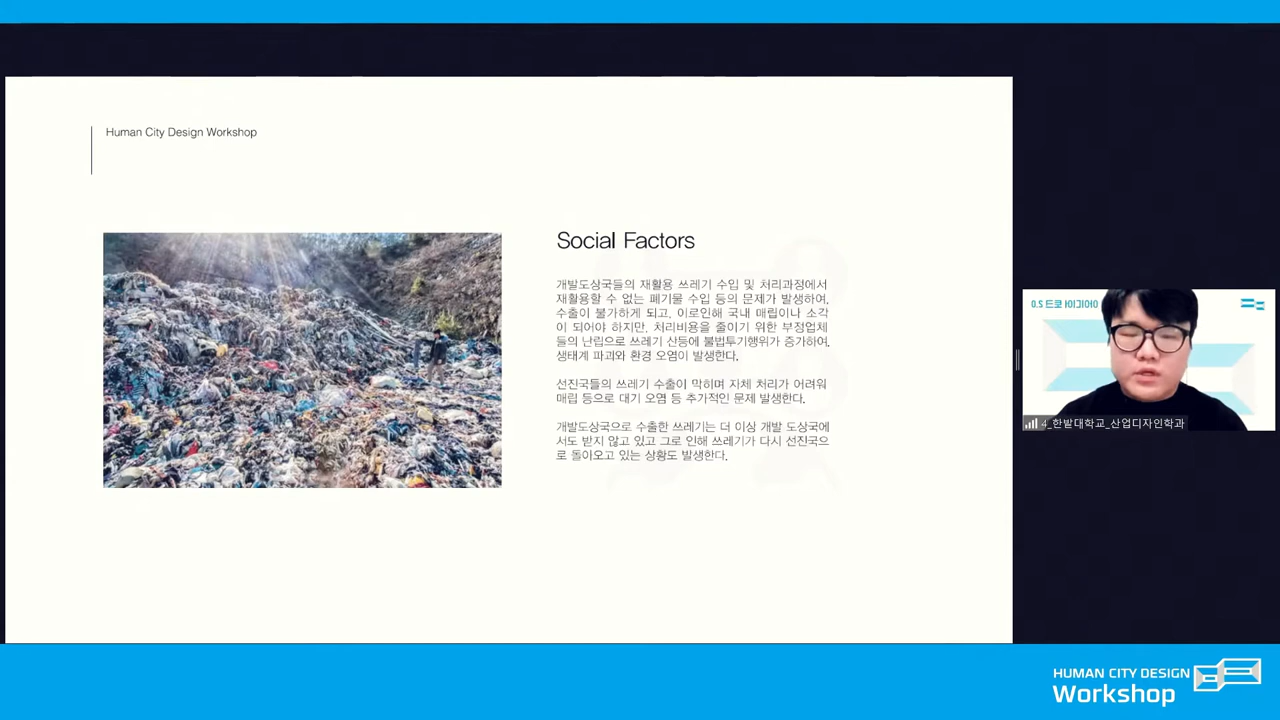 Human City Design Workshop
Social Factors
개발도상국들의 재활용 쓰레기 수입 및 처리과정에서
재활용할 수 없는 폐기물 수입 등의 문제가 발생하여,
수출이 불가하게 되고, 이로인해 국내 매립이나 소각
이 되어야 하지만, 처리비용을 줄이기 위한 부정업체
들의 난립으로 쓰레기 산등에 불법투기행위가 증가하여,
생태계 파괴와 환경 오염이 발생한다.
선진국들의 쓰레기 수출이 막히며 자체 처리가 어려워
매립 등으로 대기 오염 등 추가적인 문제 발생한다.
개발도상국으로 수출한 쓰레기는 더 이상 개발 도상국에
서도 받지 않고 있고 그로 인해 쓰레기가 다시 선진국으
로 돌아오고 있는 상황도 발생한다.
4_한밭대학교_산업디자인학과
HUMAN CITY DESIGN
Workshop